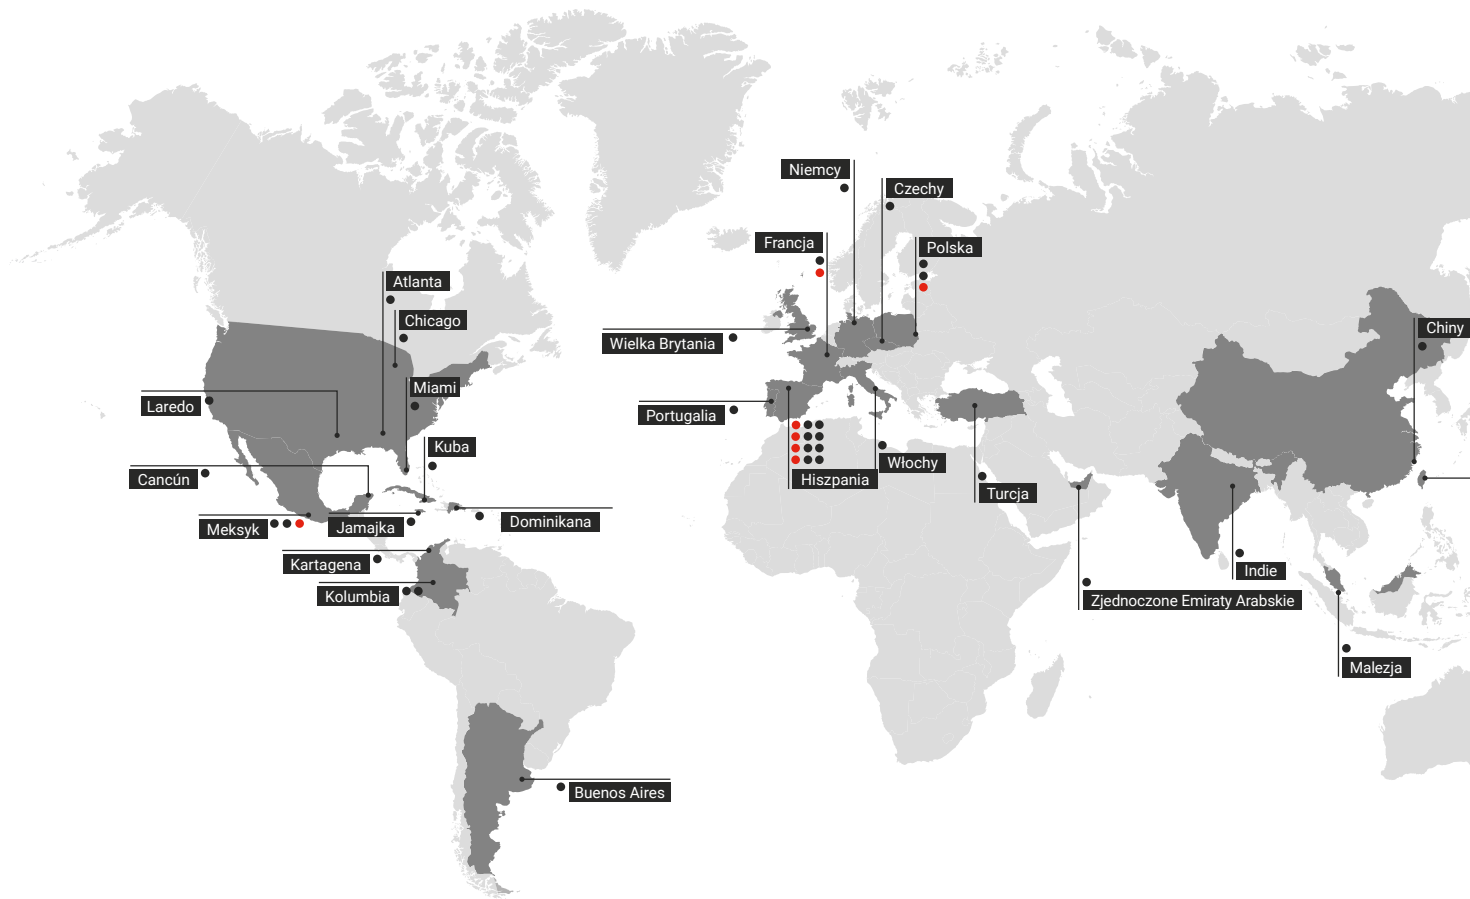 Niemcy
Czechy
Francja
Polska
Atlanta
Chicago
Chiny
Wielka Brytania
Miami
Laredo
Portugalia
Kuba
Włochy
Cancún
Hiszpania
Turcja
Meksyk
Jamajka
Dominikana
Kartagena
Indie
Kolumbia
Zjednoczone Emiraty Arabskie
Malezja
Buenos Aires